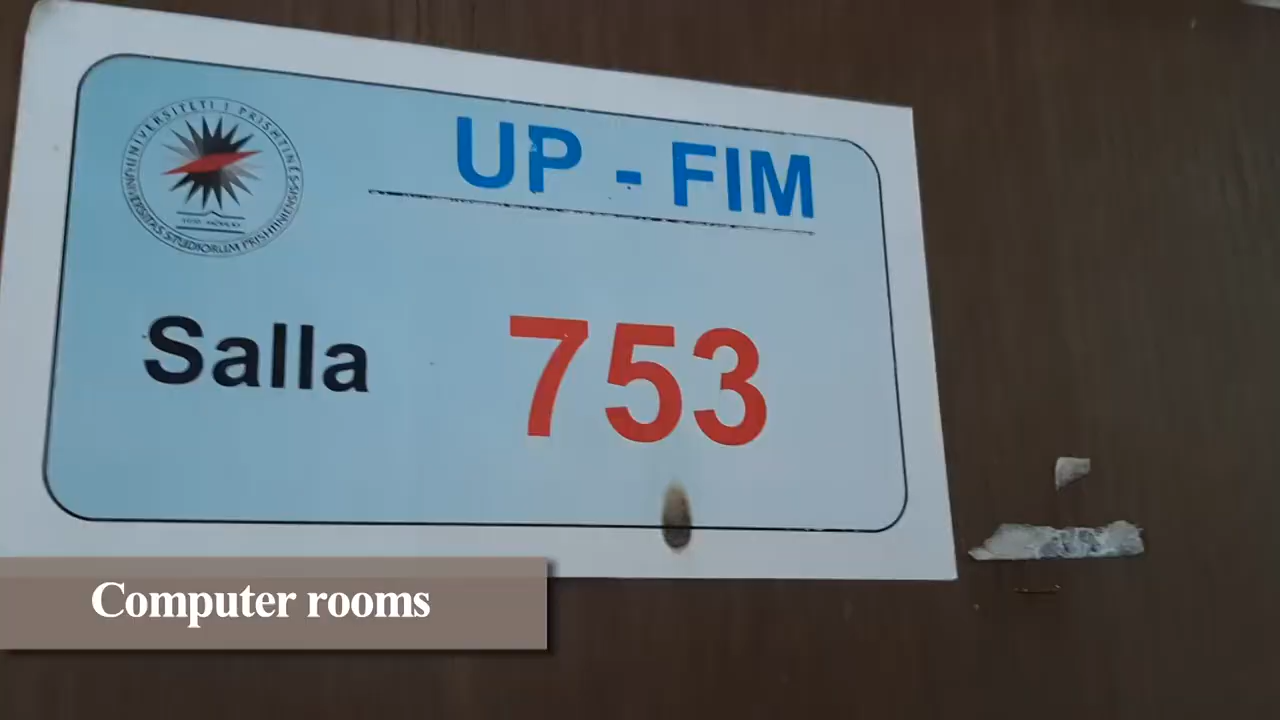 UNIVERSITETI I PRISHTINËS
UNIVERSITAS STUDIORUM PRISHTINIENSIS
UP - FIM
Salla 753
Computer rooms